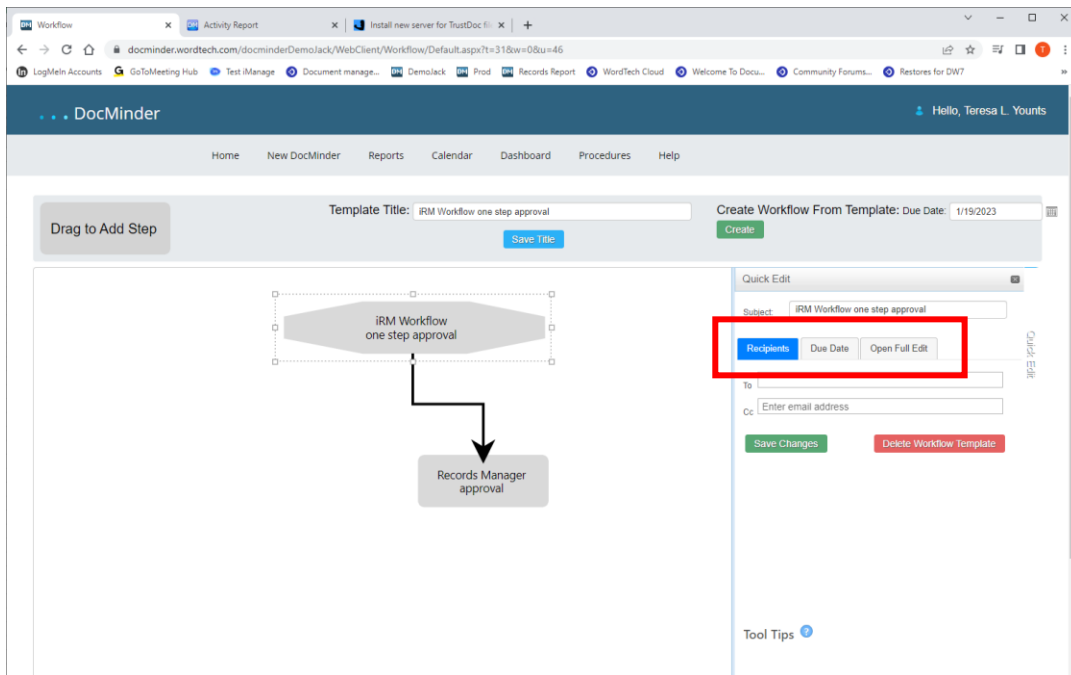 DM Workflow
DM Activity Report
Install new server for TrustDoc fil
docminder.wordtech.com/docminderDemoJack/WebClient/Workflow/Default.aspx?t=31&w=0&u=46
T
LogMeIn Accounts
GoToMeeting Hub
Test iManage
Document manage...
DM DemoJack
DM Prod
DM Records Report
WordTech Cloud
Welcome To Docu...
Community Forums...
Restores for DW7
»
... DocMinder
Hello, Teresa L. Younts
Home
New DocMinder
Reports
Calendar
Dashboard
Procedures
Help
Drag to Add Step
Template Title: iRM Workflow one step approval
Save Title
Create Workflow From Template: Due Date: 1/19/2023
Create
iRM Workflow
one step approval
Records Manager
approval
Quick Edit
Subject: iRM Workflow one step approval
Recipients
Due Date
Open Full Edit
Quick Edit
To
Cc Enter email address
Save Changes
Delete Workflow Template
Tool Tips ?